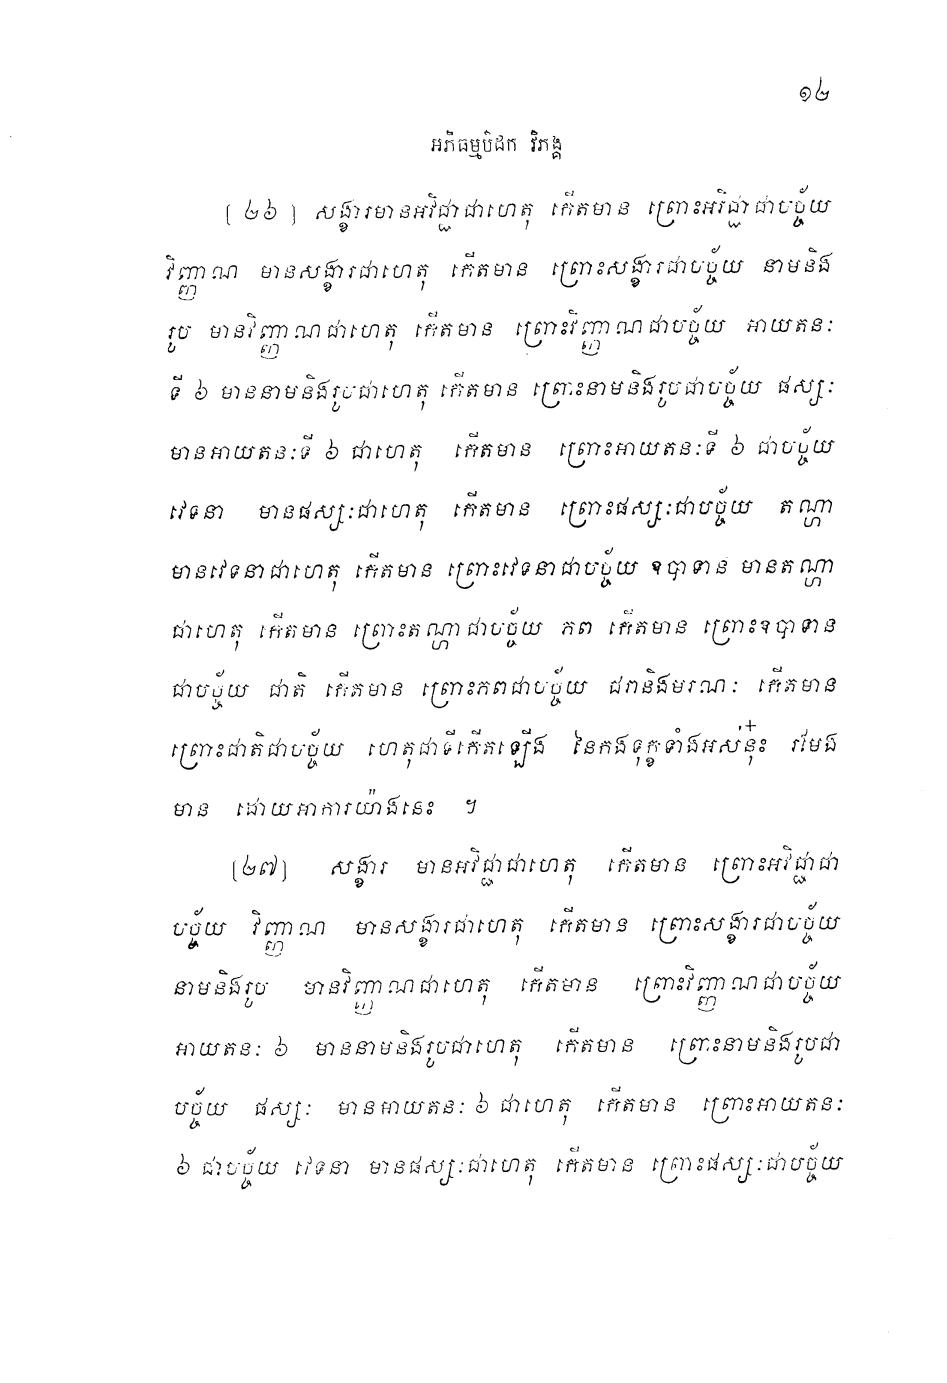 ១២
អភិធម្មបិដក វិភង្គ
[ ២៦ ] សង្ខារមានអវិជ្ជាជាហេតុ កើតមាន ព្រោះអវិជ្ជាជាបច្ច័យ
វិញ្ញាណ មានសង្ខារជាហេតុ កើតមាន ព្រោះសង្ខារជាបច្ច័យ នាមនិង
រូប មានវិញ្ញាណជាហេតុ កើតមាន ព្រោះវិញ្ញាណជាបច្ច័យ អាយតនៈ
ទី ៦ មាននាមនិងរូបជាហេតុ កើតមាន ព្រោះនាមនិងរូបជាបច្ច័យ ផស្សៈ
មានអាយតនៈទី ៦ ជាហេតុ កើតមាន ព្រោះអាយតនៈទី ៦ ជាបច្ច័យ
វេទនា មានផស្សៈជាហេតុ កើតមាន ព្រោះផស្សៈជាបច្ច័យ តណ្ហា
មានវេទនាជាហេតុ កើតមាន ព្រោះវេទនាជាបច្ច័យ ឧបាទាន មានតណ្ហា
ជាហេតុ កើតមាន ព្រោះតណ្ហាជាបច្ច័យ ភព កើតមាន ព្រោះឧបាទាន
ជាបច្ច័យ ជាតិ កើតមាន ព្រោះភពជាបច្ច័យ ជរានិងមរណៈ កើតមាន
ព្រោះជាតិជាបច្ច័យ ហេតុជាទីកើតឡើង នៃកងទុក្ខទាំងអស់នុ៎ះ រមែង
មាន ដោយអាការយ៉ាងនេះ ។
[២៧] សង្ខារ មានអវិជ្ជាជាហេតុ កើតមាន ព្រោះអវិជ្ជាជា
បច្ច័យ វិញ្ញាណ មានសង្ខារជាហេតុ កើតមាន ព្រោះសង្ខារជាបច្ច័យ
នាមនិងរូប មានវិញ្ញាណជាហេតុ កើតមាន ព្រោះវិញ្ញាណជាបច្ច័យ
អាយតនៈ ៦ មាននាមនិងរូបជាហេតុ កើតមាន ព្រោះនាមនិងរូបជា
បច្ច័យ ផស្សៈ មានអាយតនៈ ៦ ជាហេតុ កើតមាន ព្រោះអាយតនៈ
៦ ជាបច្ច័យ វេទនា មានផស្សៈជាហេតុ កើតមាន ព្រោះផស្សៈជាបច្ច័យ